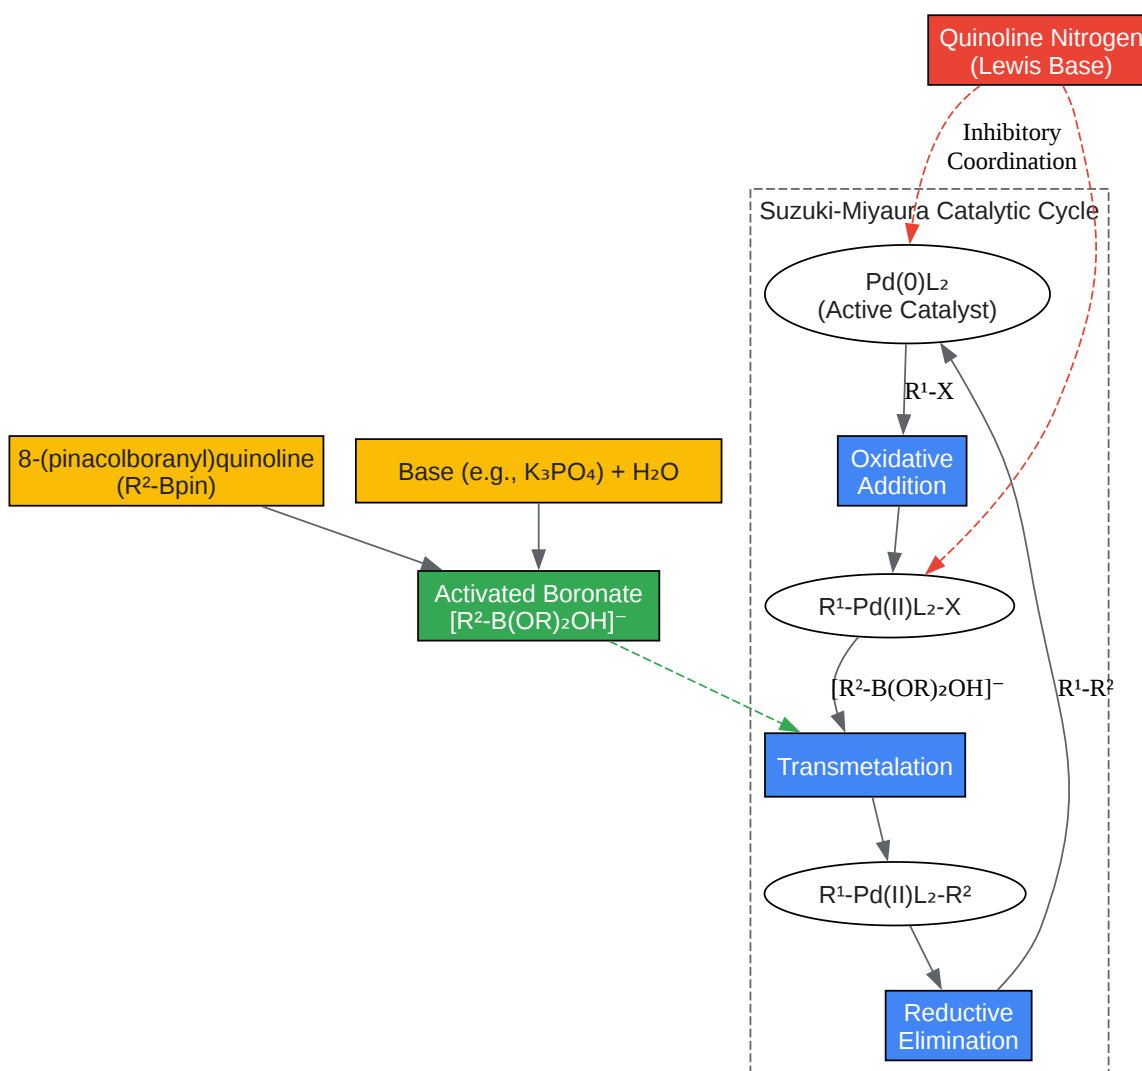 Quinoline Nitrogen
(Lewis Base)
Inhibitory
Coordination
Suzuki-Miyaura Catalytic Cycle
Pd(0)L₂
(Active Catalyst)
R¹-X
8-(pinacolboranyl)quinoline
(R²-Bpin)
Base (e.g., K₃PO₄) + H₂O
Oxidative
Addition
Activated Boronate
[R²-B(OR)₂OH]⁻
R¹-Pd(II)L₂-X
[R²-B(OR)₂OH]⁻
R¹-R²
Transmetalation
R¹-Pd(II)L₂-R²
Reductive
Elimination